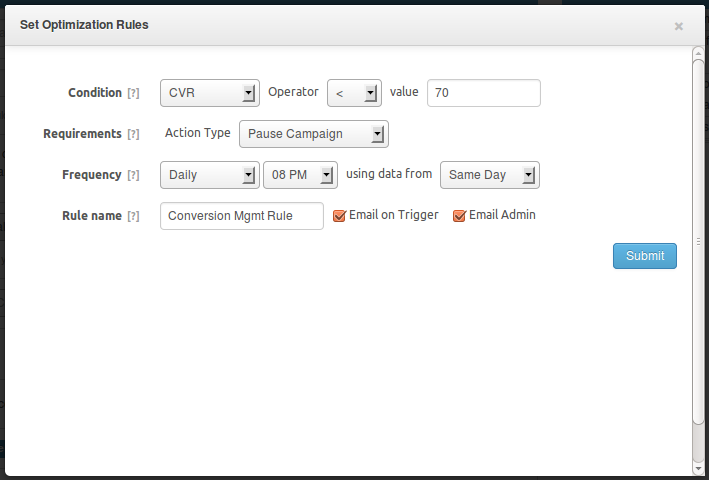 Set Optimization Rules ×
Condition [?] CVR Operator < value 70
Requirements [?] Action Type Pause Campaign
Frequency [?] Daily 08 PM using data from Same Day
Rule name [?] Conversion Mgmt Rule Email on Trigger Email Admin
Submit